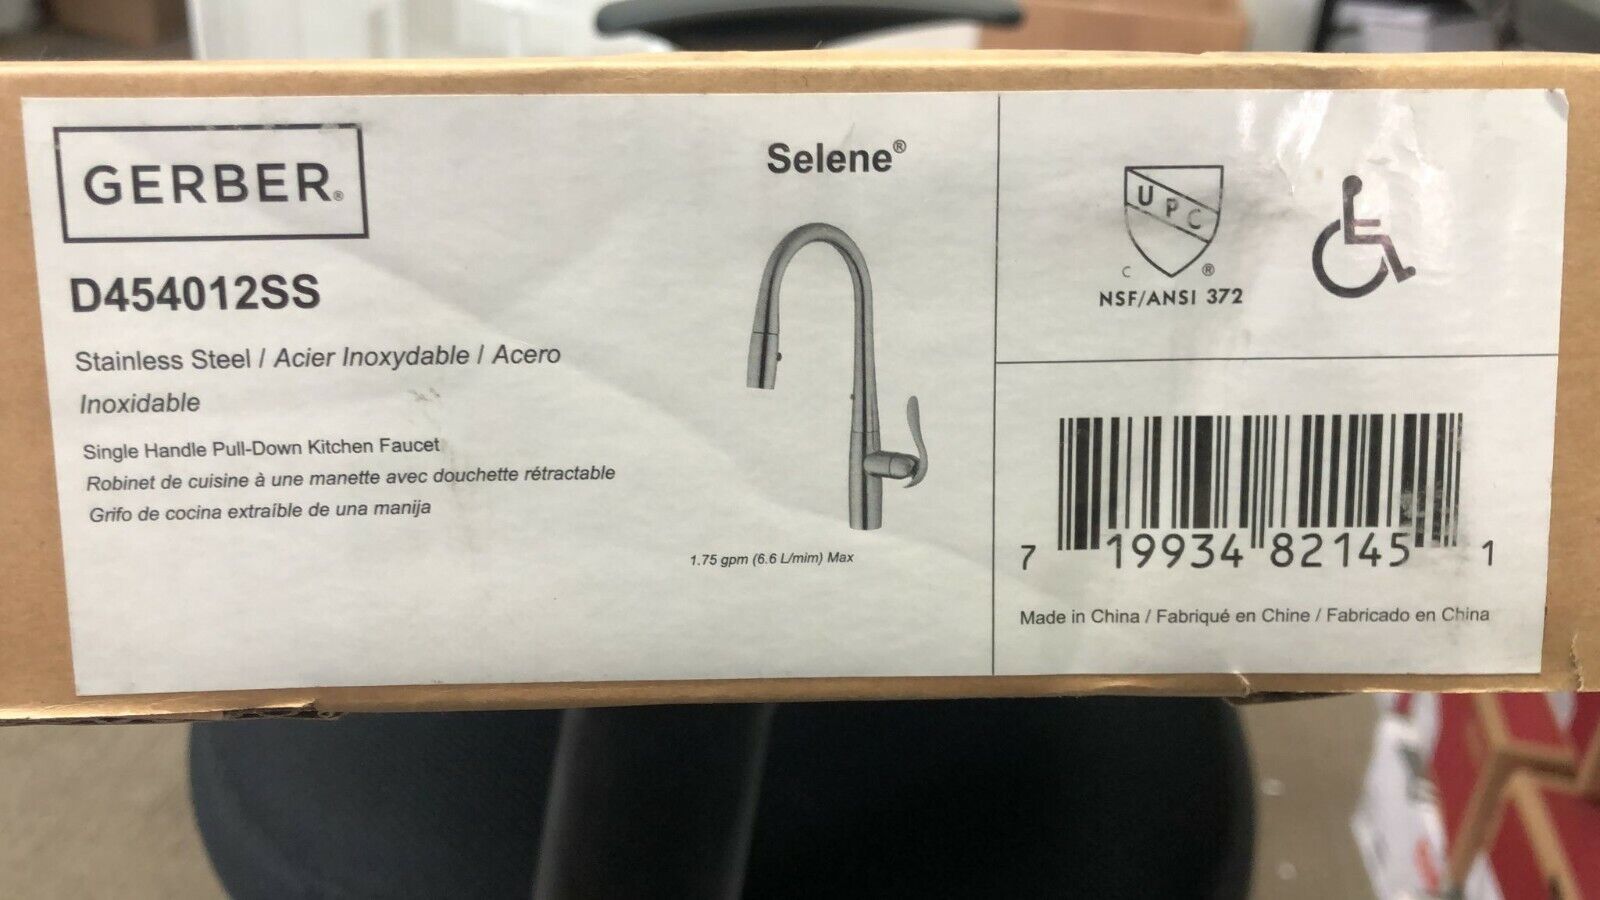 GERBER®
D454012SS
Stainless Steel / Acier Inoxydable / Acero
Inoxidable
Single Handle Pull-Down Kitchen Faucet
Robinet de cuisine à une manette avec douchette rétractable
Grifo de cocina extraíble de una manija
Selene®
1.75 gpm (6.6 L/mim) Max
UPC
C ®
NSF/ANSI 372
7 19934 82145 1
Made in China / Fabriqué en Chine / Fabricado en China